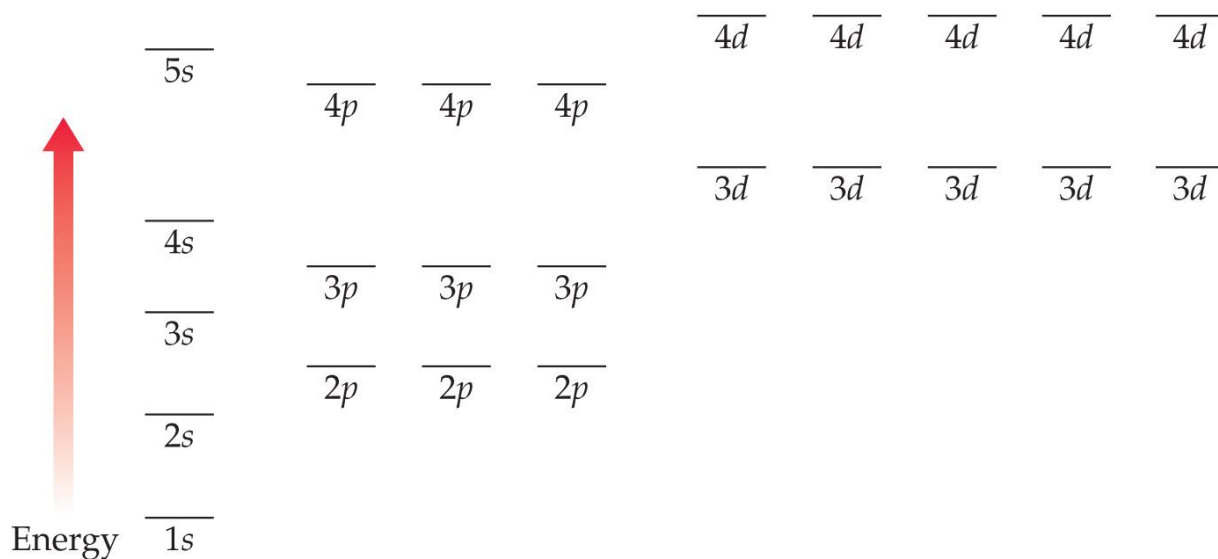 4d 4d 4d 4d 4d
5s
4p 4p 4p
3d 3d 3d 3d 3d
4s
3p 3p 3p
3s
2p 2p 2p
2s
Energy 1s